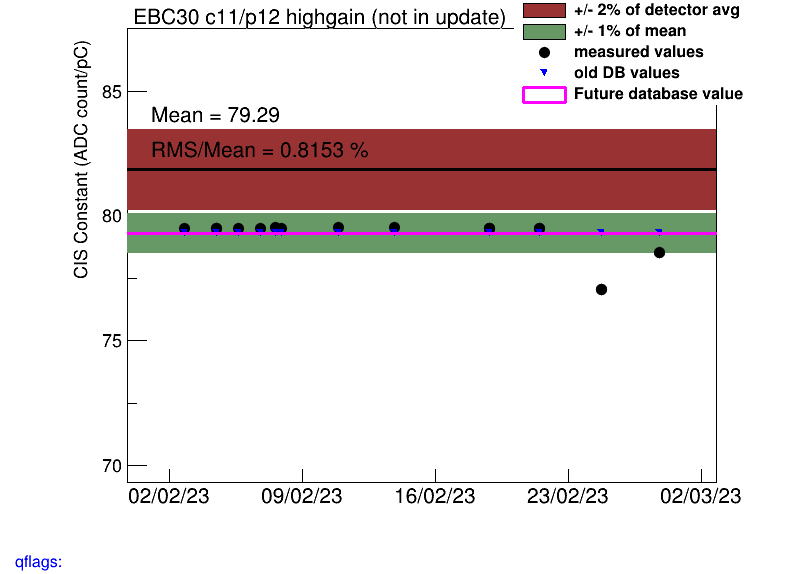 EBC30 c11/p12 highgain (not in update)
+/- 2% of detector avg
+/- 1% of mean
measured values
old DB values
Future database value
CIS Constant (ADC count/pC)
85
80
75
70
Mean = 79.29
RMS/Mean = 0.8153 %
02/02/23 09/02/23 16/02/23 23/02/23 02/03/23
qflags: